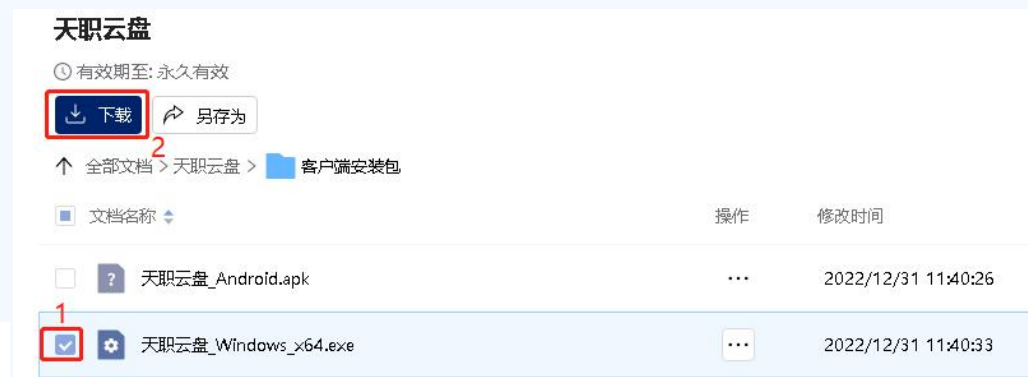 天职云盘
有效期至: 永久有效
下载 另存为
2
全部文档 > 天职云盘 > 客户端安装包
文档名称 操作 修改时间
? 天职云盘_Android.apk ··· 2022/12/31 11:40:26
1
天职云盘_Windows_x64.exe ··· 2022/12/31 11:40:33